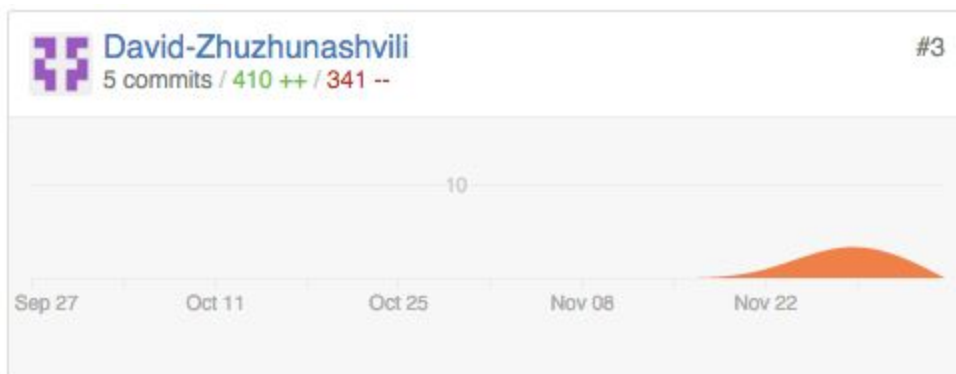 David-Zhuzhunashvili #3
5 commits / 410 ++ / 341 --
10
Sep 27 Oct 11 Oct 25 Nov 08 Nov 22